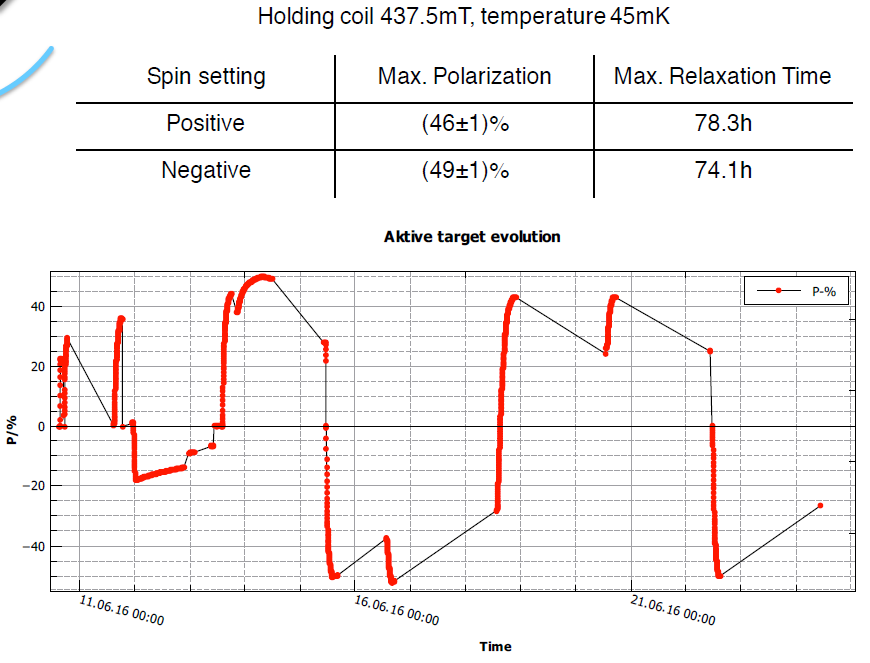 Holding coil 437.5mT, temperature 45mK
Spin setting Max. Polarization Max. Relaxation Time
Positive (46±1)% 78.3h
Negative (49±1)% 74.1h
Aktive target evolution
P-%
40
20
0
−20
−40
P/%
11.06.16 00:00 16.06.16 00:00 21.06.16 00:00
Time